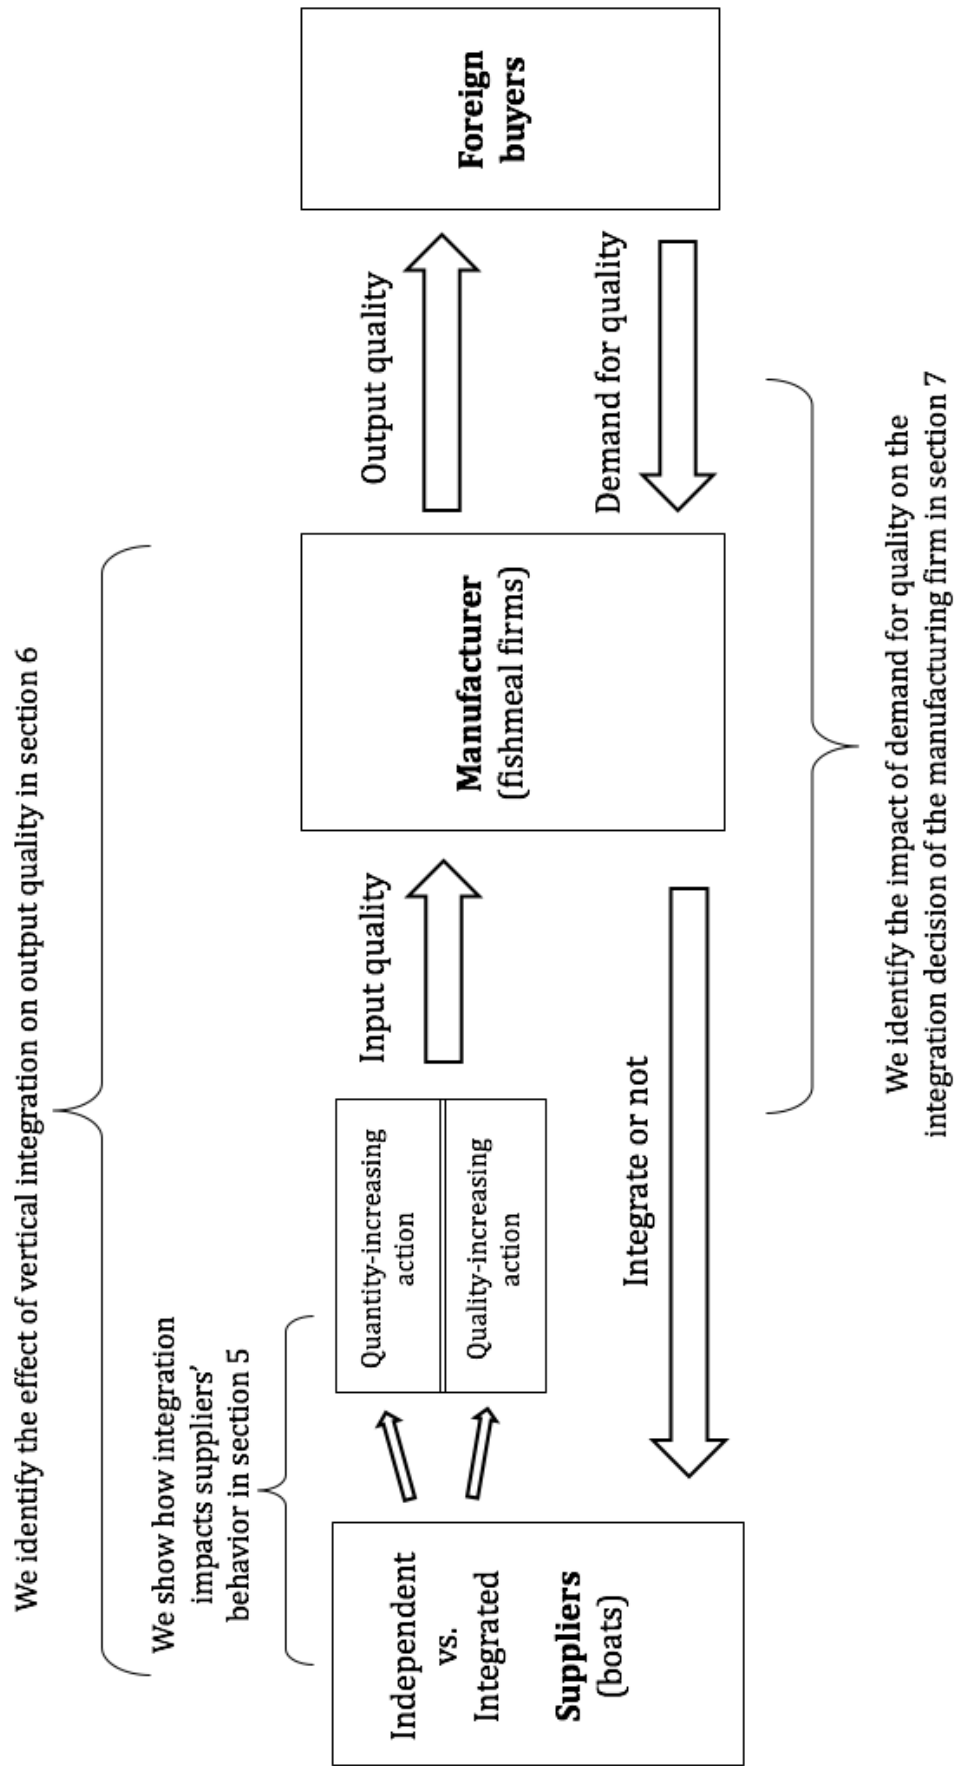 We identify the effect of vertical integration on output quality in section 6
We show how integration
impacts suppliers’
behavior in section 5
Independent
vs.
Integrated
Suppliers
(boats)
Quantity-increasing
action
Quality-increasing
action
Input quality
Manufacturer
(fishmeal firms)
Output quality
Foreign
buyers
Demand for quality
Integrate or not
We identify the impact of demand for quality on the
integration decision of the manufacturing firm in section 7